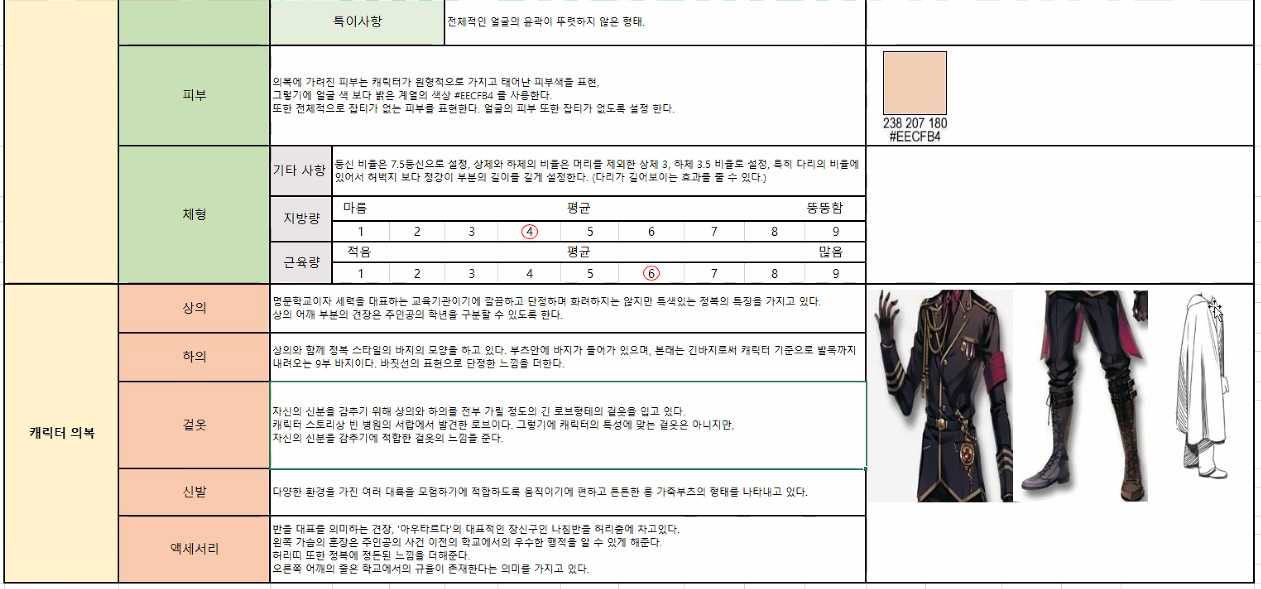 특이사항
전체적인 얼굴의 윤곽이 뚜렷하지 않은 형태.
피부
의복에 가려진 피부는 캐릭터가 원형적으로 가지고 태어난 피부색을 표현,
그렇기에 얼굴 색 보다 밝은 계열의 색상 #EECFB4 를 사용한다.
또한 전체적으로 잡티가 없는 피부를 표현한다. 얼굴의 피부 또한 잡티가 없도록 설정 한다.
238 207 180
#EECFB4
체형
기타 사항
등신 비율은 7.5등신으로 설정, 상체와 하체의 비율은 머리를 제외한 상체 3, 하체 3.5 비율로 설정, 특히 다리의 비율에
있어서 허벅지 보다 정강이 부분의 길이를 길게 설정한다. (다리가 길어보이는 효과를 줄 수 있다.)
지방량
마름 평균 뚱뚱함
1 2 3 4 5 6 7 8 9
근육량
적음 평균 많음
1 2 3 4 5 6 7 8 9
캐릭터 의복
상의
명문학교이자 세력을 대표하는 교육기관이기에 깔끔하고 단정하며 화려하지는 않지만 특색있는 정복의 특징을 가지고 있다.
상의 어깨 부분의 견장은 주인공의 학년을 구분할 수 있도록 한다.
하의
상의와 함께 정복 스타일의 바지의 모양을 하고 있다. 부츠안에 바지가 들어가 있으며, 본래는 긴바지로써 캐릭터 기준으로 발목까지
내려오는 9부 바지이다. 바짓선의 표현으로 단정한 느낌을 더한다.
겉옷
자신의 신분을 감추기 위해 상의와 하의를 전부 가릴 정도의 긴 로브형태의 겉옷을 입고 있다.
캐릭터 스토리상 빈 병원의 서랍에서 발견한 로브이다. 그렇기에 캐릭터의 특성에 맞는 겉옷은 아니지만,
자신의 신분을 감추기에 적합한 겉옷의 느낌을 준다.
신발
다양한 환경을 가진 여러 대륙을 모험하기에 적합하도록 움직이기에 편하고 튼튼한 롱 가죽부츠의 형태를 나타내고 있다.
액세서리
반을 대표를 의미하는 견장, '아우타르다'의 대표적인 장신구인 나침반을 허리춤에 차고있다.
왼쪽 가슴의 훈장은 주인공의 사건 이전의 학교에서의 우수한 행적을 알 수 있게 해준다.
허리띠 또한 정복에 정돈된 느낌을 더해준다.
오른쪽 어깨의 줄은 학교에서의 규율이 존재한다는 의미를 가지고 있다.